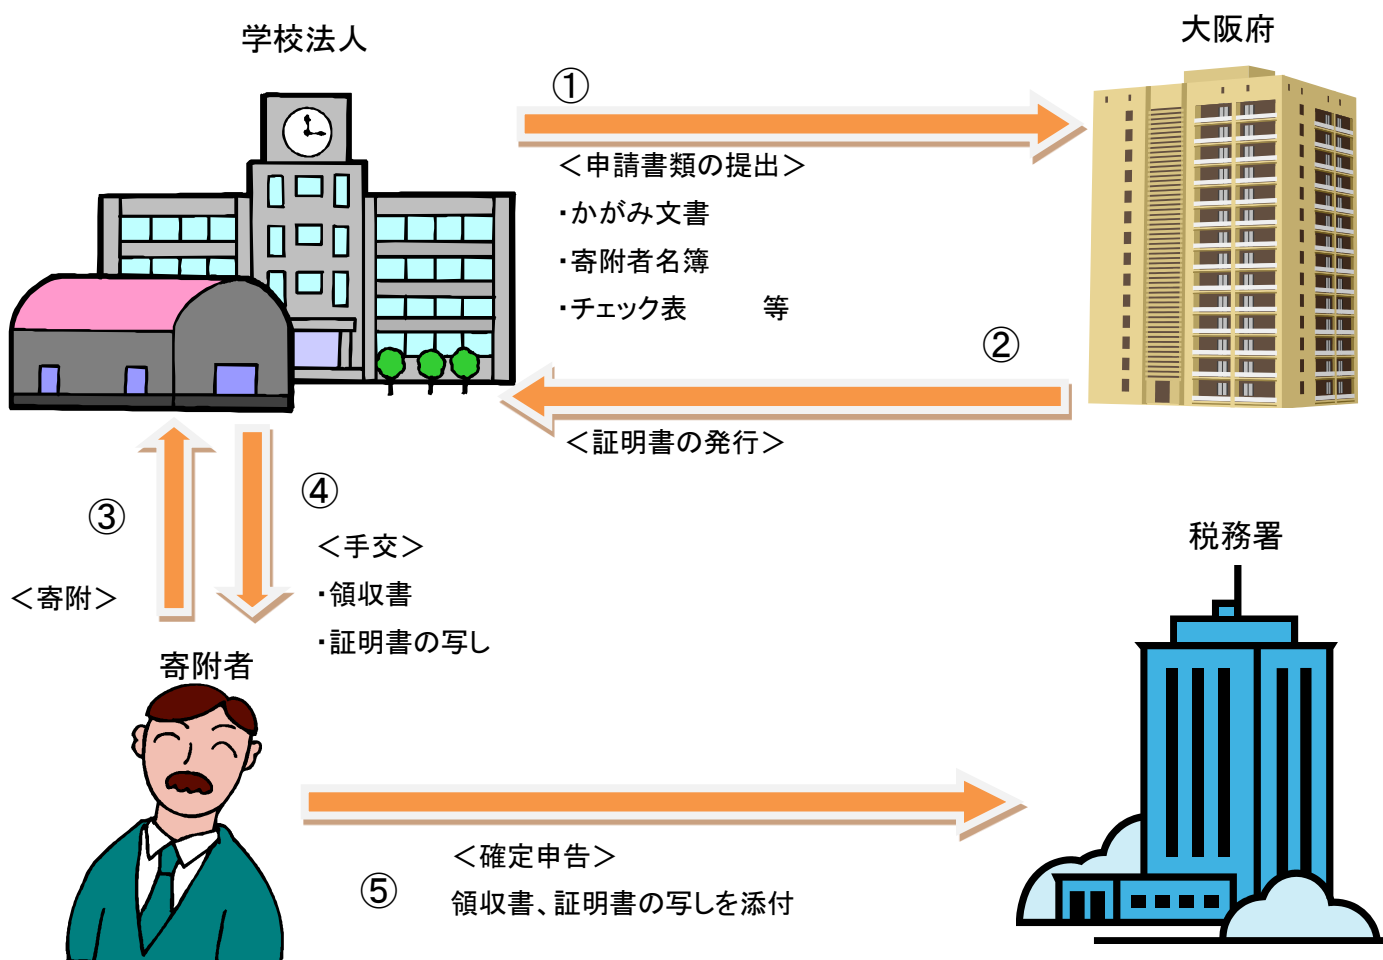 学校法人
大阪府
①
＜申請書類の提出＞
・かがみ文書
・寄附者名簿
・チェック表　　　等
②
＜証明書の発行＞
③
＜寄附＞
④
＜手交＞
・領収書
・証明書の写し
税務署
寄附者
⑤
＜確定申告＞
領収書、証明書の写しを添付